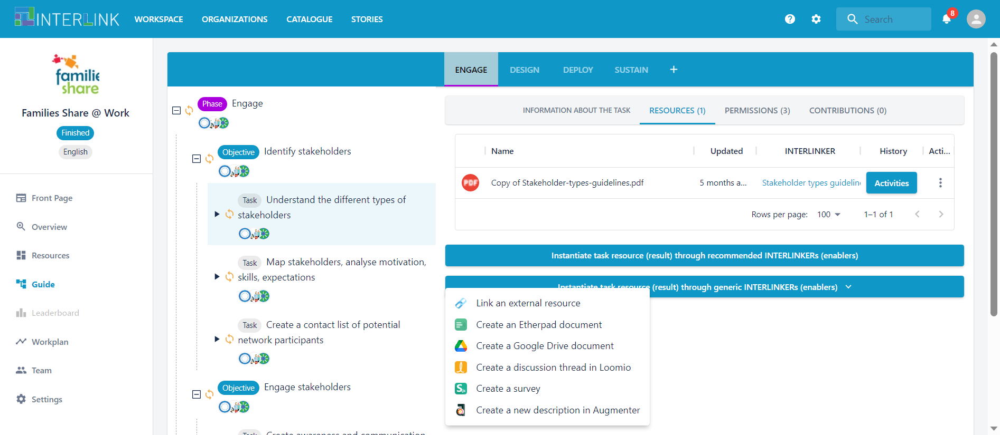 INTERLINK
WORKSPACE
ORGANIZATIONS
CATALOGUE
STORIES
Search
8
familie
share
Families Share @ Work
Finished
English
Front Page
Overview
Resources
Guide
Leaderboard
Workplan
Team
Settings
ENGAGE
DESIGN
DEPLOY
SUSTAIN
+
Phase Engage
Objective Identify stakeholders
Task Understand the different types of
stakeholders
Task Map stakeholders, analyse motivation,
skills, expectations
Task Create a contact list of potential
network participants
Objective Engage stakeholders
Task Create awareness and communication
INFORMATION ABOUT THE TASK
RESOURCES (1)
PERMISSIONS (3)
CONTRIBUTIONS (0)
Name
Updated
INTERLINKER
History
Acti...
PDF
Copy of Stakeholder-types-guidelines.pdf
5 months a...
Stakeholder types guidelin
Activities
Rows per page: 100
1–1 of 1
Instantiate task resource (result) through recommended INTERLINKERs (enablers)
Instantiate task resource (result) through generic INTERLINKERs (enablers)
Link an external resource
Create an Etherpad document
Create a Google Drive document
Create a discussion thread in Loomio
Create a survey
Create a new description in Augmenter